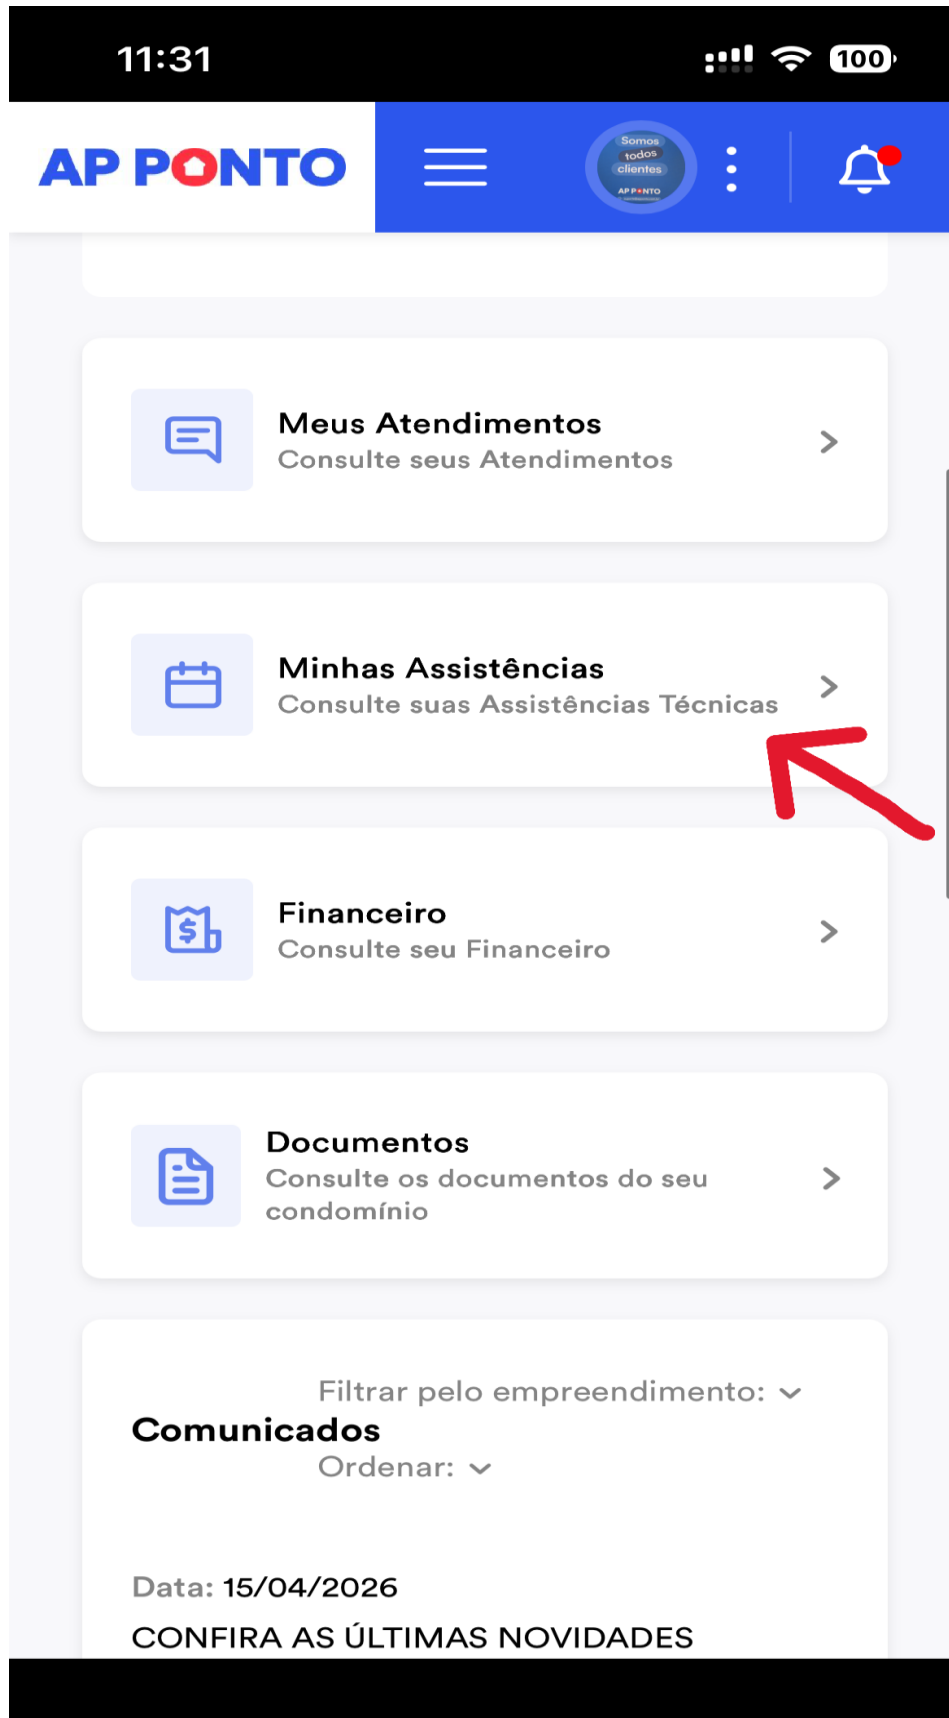 11:31
100
AP PONTO
Somos
todos
clientes
AP PONTO
Meus Atendimentos
Consulte seus Atendimentos
Minhas Assistências
Consulte suas Assistências Técnicas
Financeiro
Consulte seu Financeiro
Documentos
Consulte os documentos do seu
condomínio
Filtrar pelo empreendimento:
Comunicados
Ordenar:
Data: 15/04/2026
CONFIRA AS ÚLTIMAS NOVIDADES